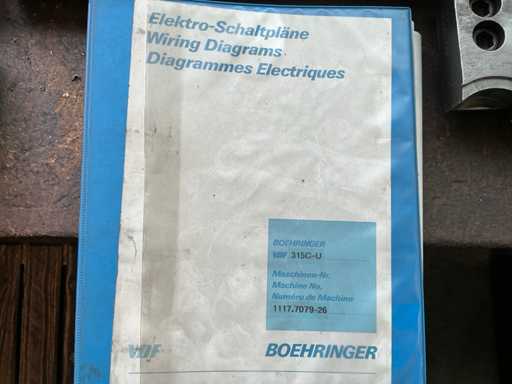 Elektro-Schaltpläne
Wiring Diagrams
Diagrammes Electriques
BOEHRINGER
VDF 315C-U
Maschinen-Nr.
Machine No.
Numéro de Machine
1117.7079-26
VDF BOEHRINGER